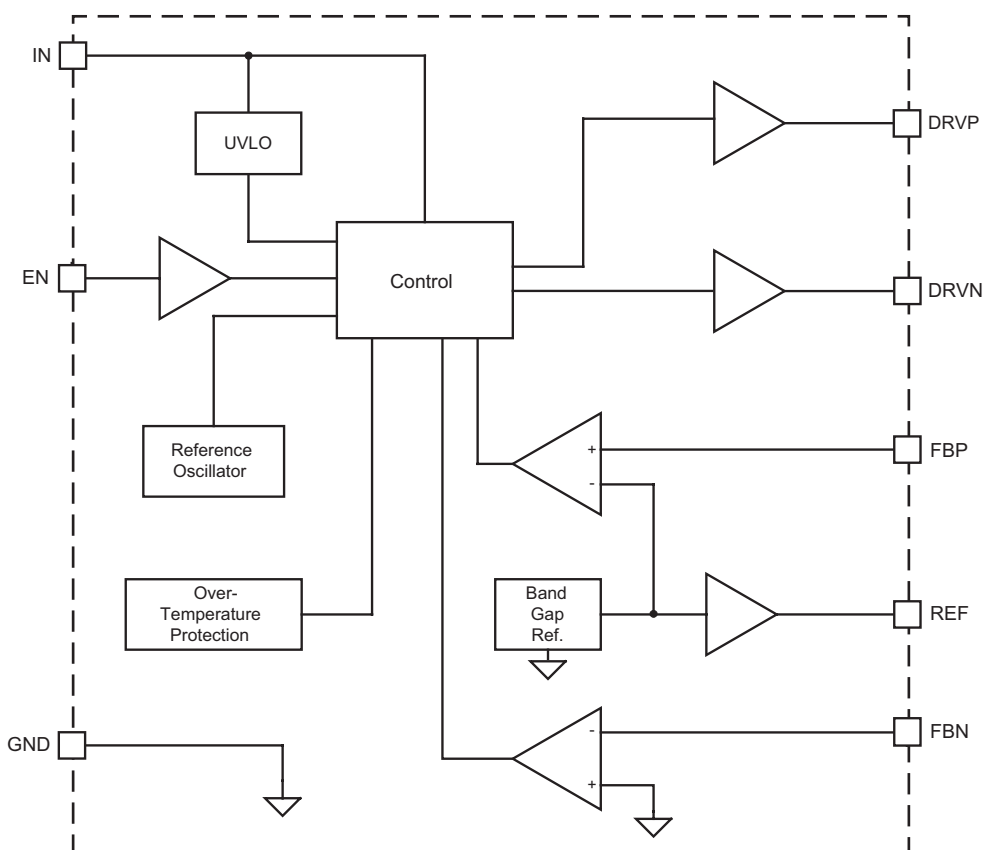 IN
UVLO
DRVP
EN
Control
DRVN
Reference
Oscillator
+
FBP
-
Over-
Temperature
Protection
Band
Gap
Ref.
REF
GND
-
FBN
+